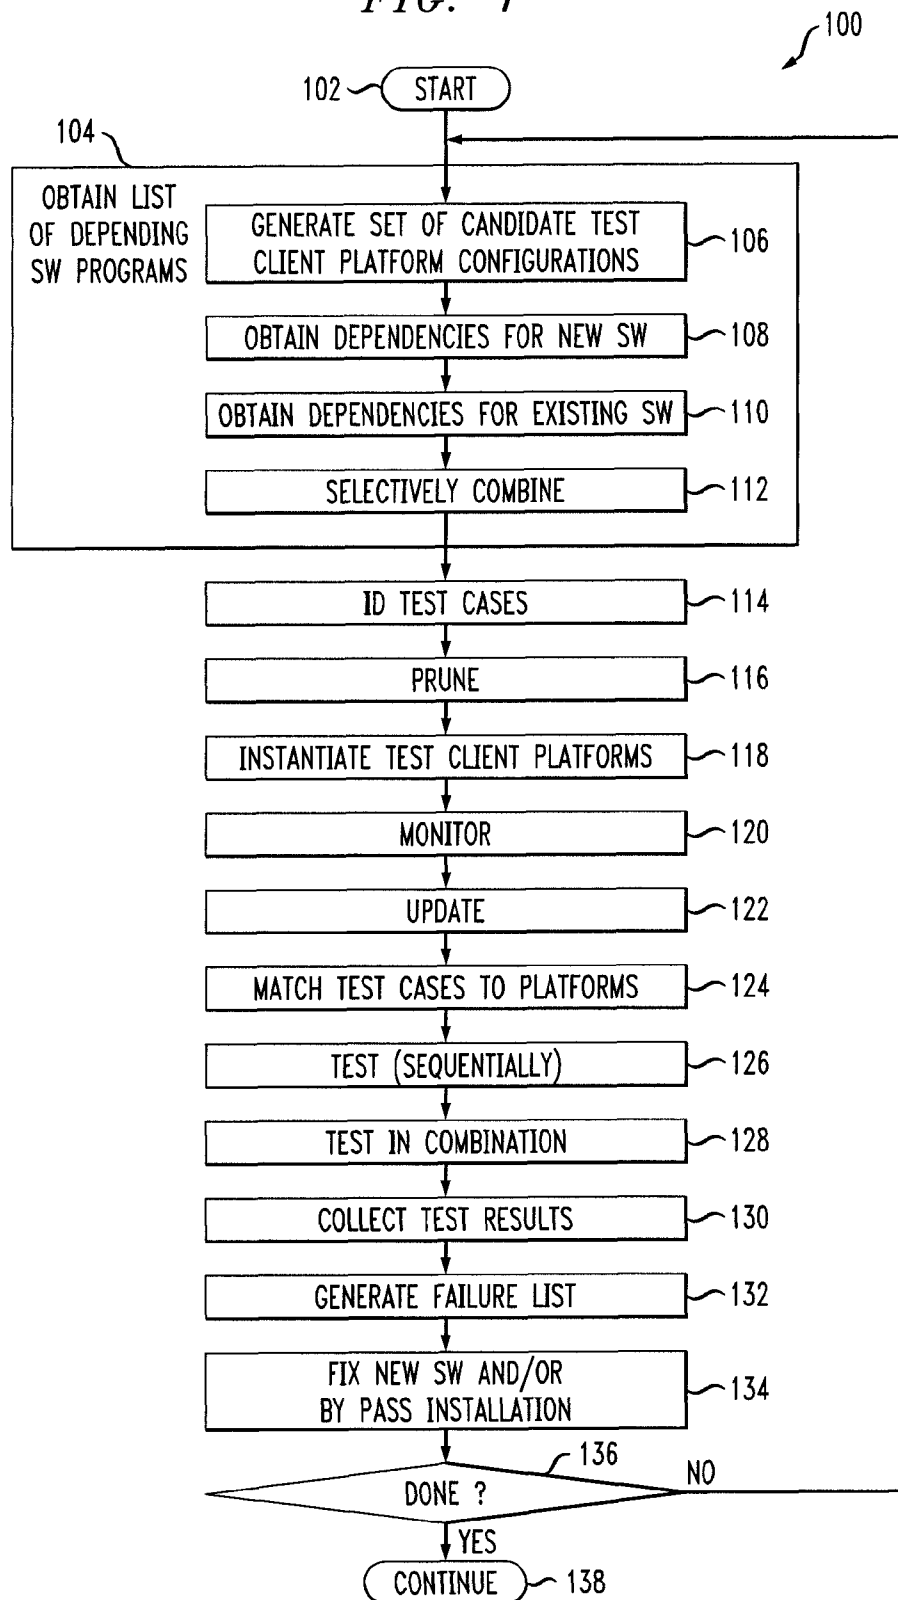 FIG. 1
100
102
START
104
OBTAIN LIST
OF DEPENDING
SW PROGRAMS
GENERATE SET OF CANDIDATE TEST
CLIENT PLATFORM CONFIGURATIONS
106
OBTAIN DEPENDENCIES FOR NEW SW
108
OBTAIN DEPENDENCIES FOR EXISTING SW
110
SELECTIVELY COMBINE
112
ID TEST CASES
114
PRUNE
116
INSTANTIATE TEST CLIENT PLATFORMS
118
MONITOR
120
UPDATE
122
MATCH TEST CASES TO PLATFORMS
124
TEST (SEQUENTIALLY)
126
TEST IN COMBINATION
128
COLLECT TEST RESULTS
130
GENERATE FAILURE LIST
132
FIX NEW SW AND/OR
BY PASS INSTALLATION
134
136
DONE ?
NO
YES
CONTINUE
138